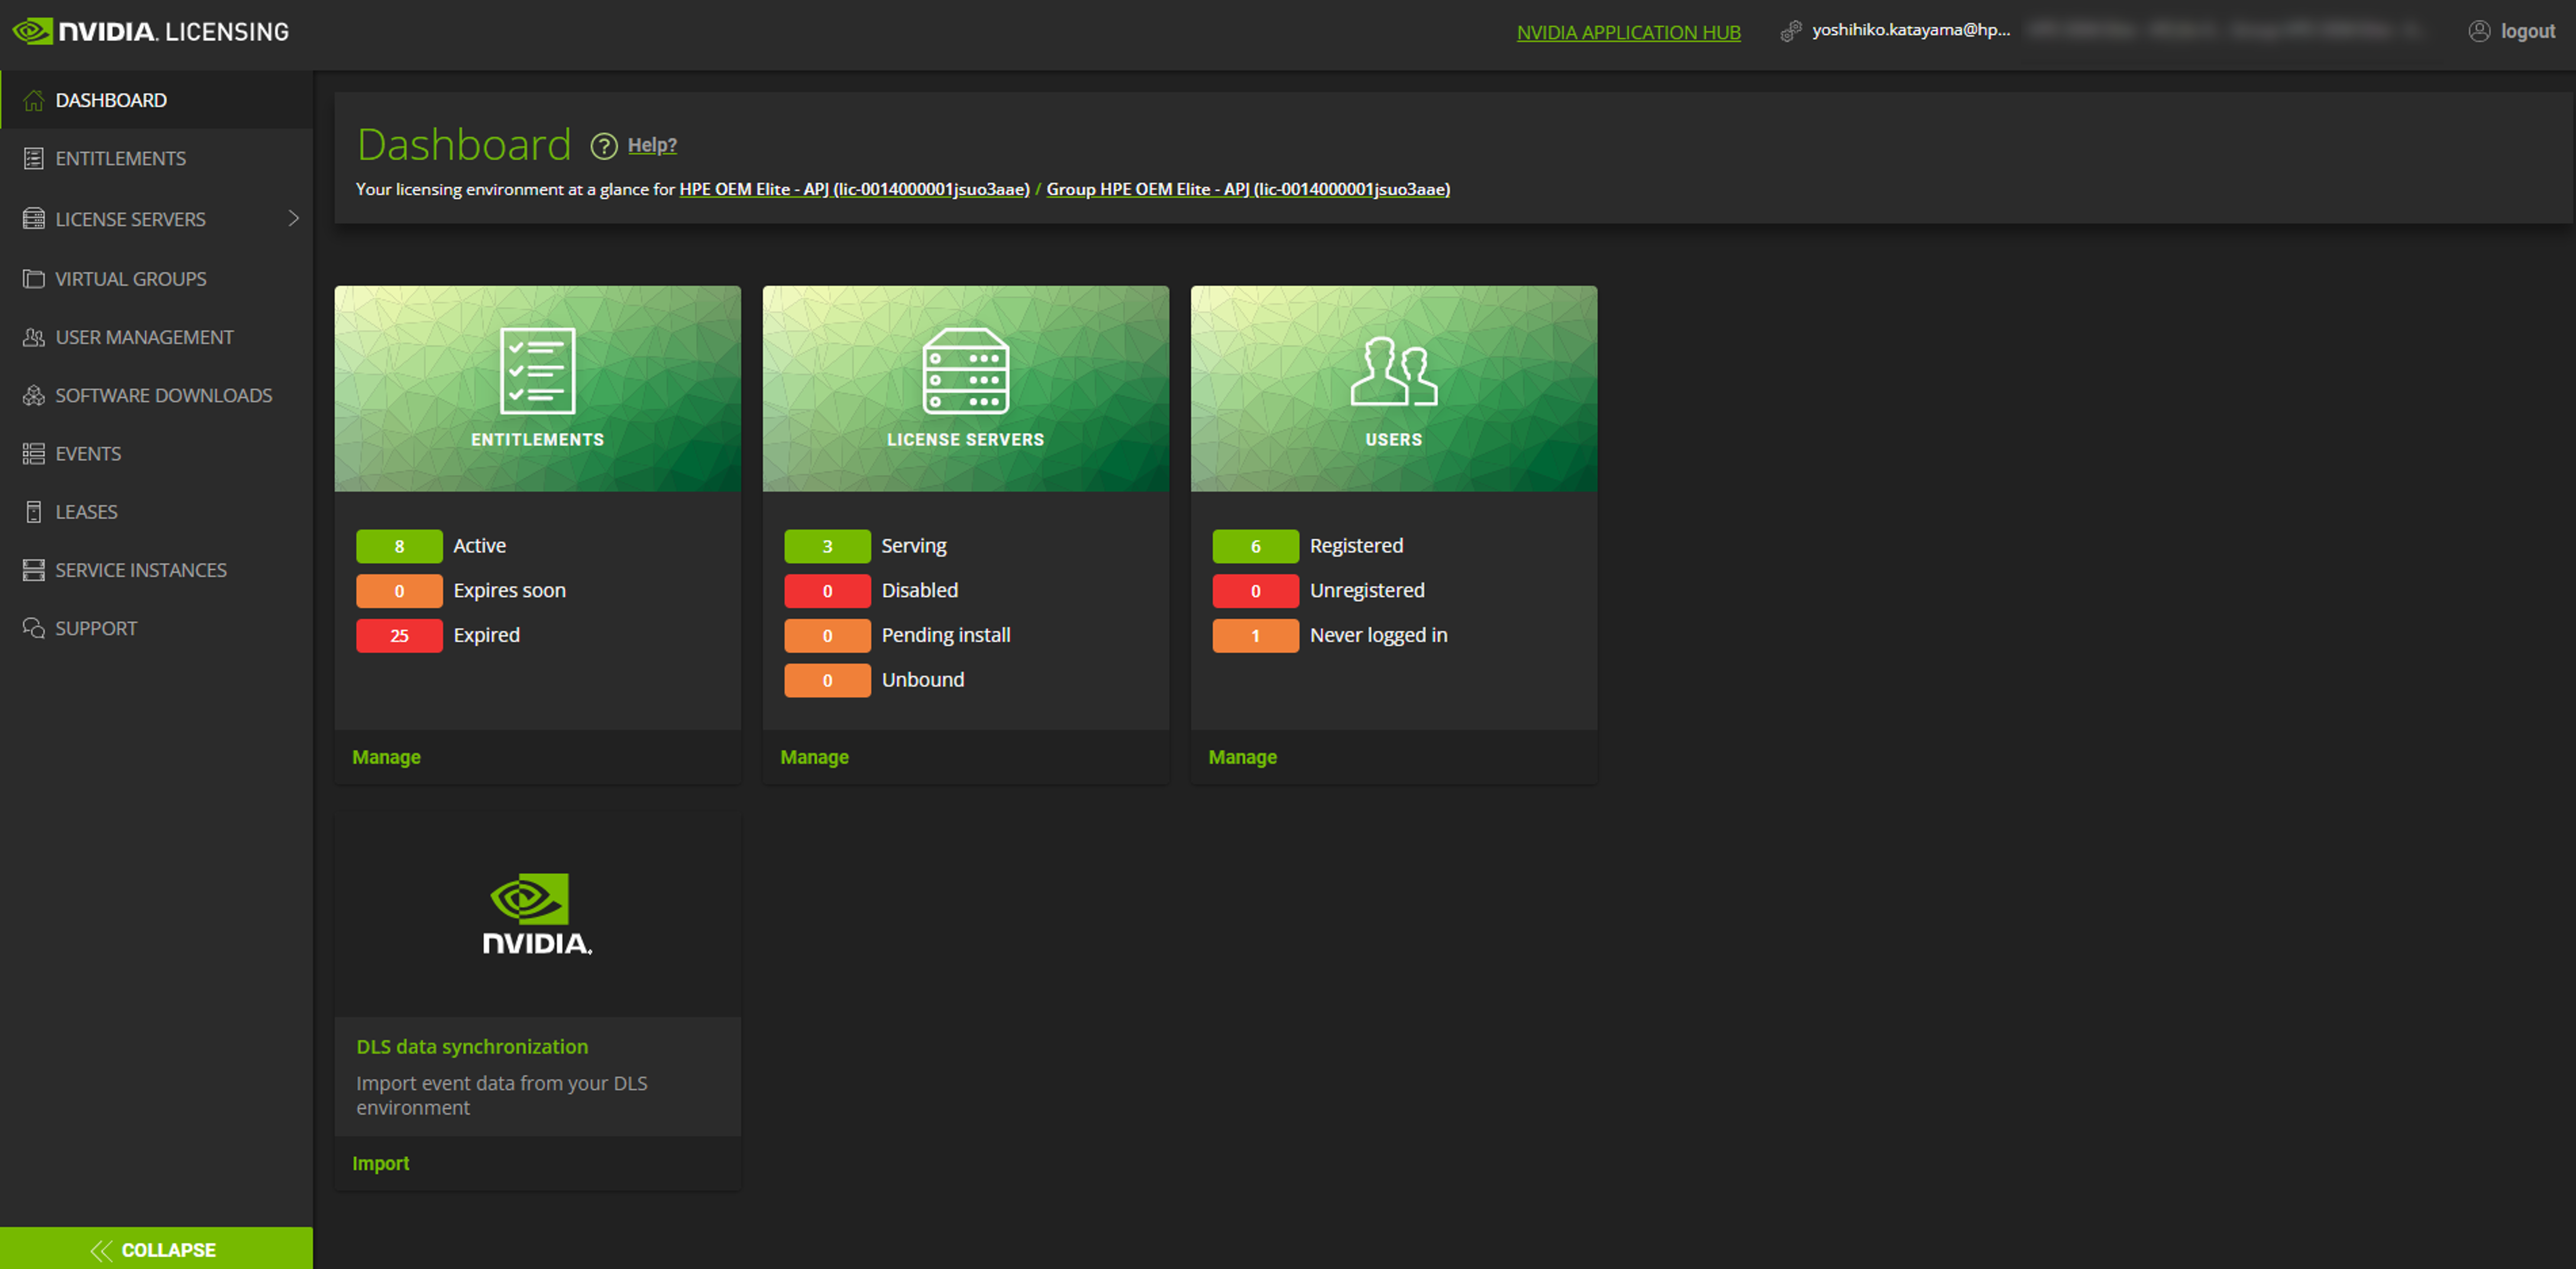 NVIDIA. LICENSING
NVIDIA APPLICATION HUB
yoshihiko.katayama@hp...
logout
DASHBOARD
ENTITLEMENTS
LICENSE SERVERS
VIRTUAL GROUPS
USER MANAGEMENT
SOFTWARE DOWNLOADS
EVENTS
LEASES
SERVICE INSTANCES
SUPPORT
COLLAPSE
Dashboard ? Help?
Your licensing environment at a glance for HPE OEM Elite - APJ (lic-0014000001jsuo3aae) / Group HPE OEM Elite - APJ (lic-0014000001jsuo3aae)
ENTITLEMENTS
8 Active
0 Expires soon
25 Expired
Manage
LICENSE SERVERS
3 Serving
0 Disabled
0 Pending install
0 Unbound
Manage
USERS
6 Registered
0 Unregistered
1 Never logged in
Manage
NVIDIA.
DLS data synchronization
Import event data from your DLS
environment
Import